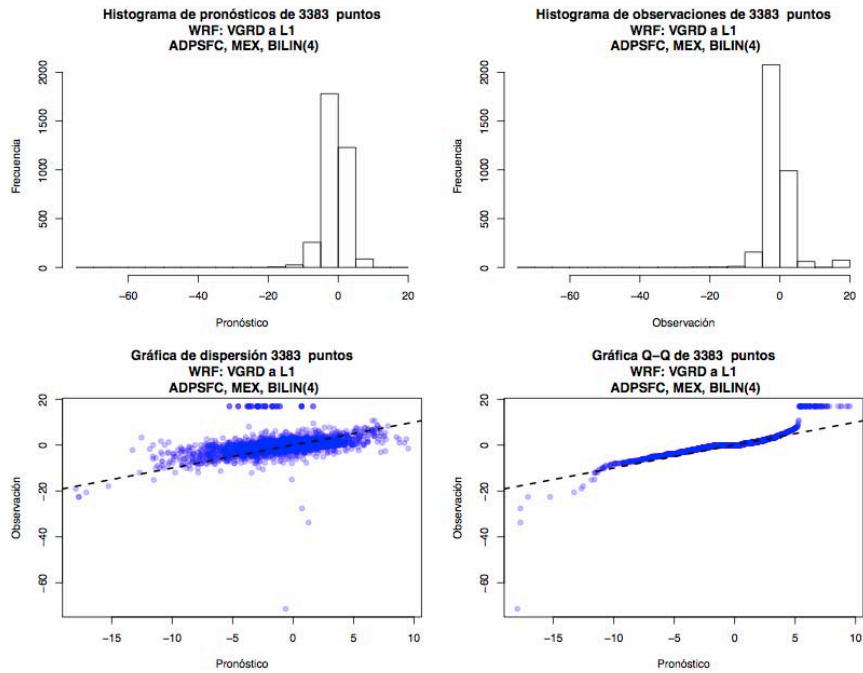 Histograma de pronósticos de 3383 puntos
WRF: VGRD a L1
ADPSFC, MEX, BILIN(4)
Frecuencia
2000
1500
1000
500
0
−60
−40
−20
0
20
Pronóstico
Histograma de observaciones de 3383 puntos
WRF: VGRD a L1
ADPSFC, MEX, BILIN(4)
Frecuencia
2000
1500
1000
500
0
−60
−40
−20
0
20
Observación
Gráfica de dispersión 3383 puntos
WRF: VGRD a L1
ADPSFC, MEX, BILIN(4)
Observación
20
0
−20
−40
−60
−15
−10
−5
0
5
10
Pronóstico
Gráfica Q−Q de 3383 puntos
WRF: VGRD a L1
ADPSFC, MEX, BILIN(4)
Observación
20
0
−20
−40
−60
−15
−10
−5
0
5
10
Pronóstico